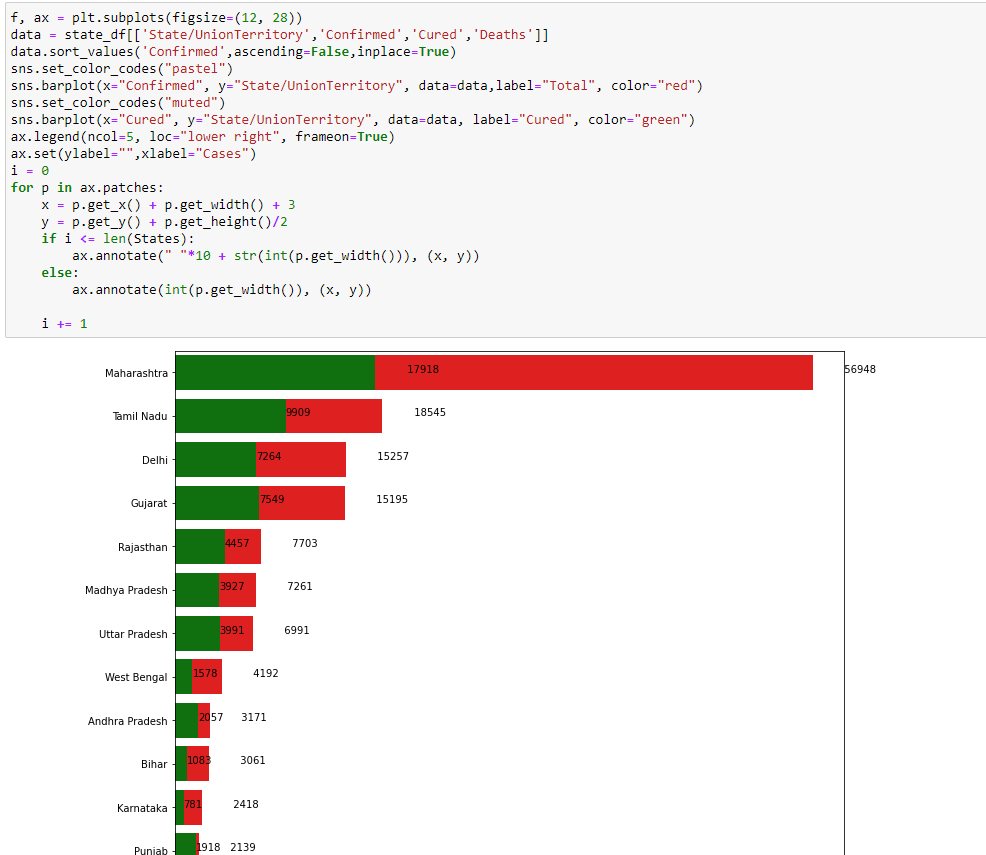 f, ax = plt.subplots(figsize=(12, 28))
data = state_df[['State/UnionTerritory','Confirmed','Cured','Deaths']]
data.sort_values('Confirmed',ascending=False,inplace=True)
sns.set_color_codes("pastel")
sns.barplot(x="Confirmed", y="State/UnionTerritory", data=data,label="Total", color="red")
sns.set_color_codes("muted")
sns.barplot(x="Cured", y="State/UnionTerritory", data=data, label="Cured", color="green")
ax.legend(ncol=5, loc="lower right", frameon=True)
ax.set(ylabel="",xlabel="Cases")
i = 0
for p in ax.patches:
    x = p.get_x() + p.get_width() + 3
    y = p.get_y() + p.get_height()/2
    if i <= len(States):
        ax.annotate(" "*10 + str(int(p.get_width())), (x, y))
    else:
        ax.annotate(int(p.get_width()), (x, y))
    i += 1
Maharashtra 17918 56948
Tamil Nadu 9909 18545
Delhi 7264 15257
Gujarat 7549 15195
Rajasthan 4457 7703
Madhya Pradesh 3927 7261
Uttar Pradesh 3991 6991
West Bengal 1578 4192
Andhra Pradesh 2057 3171
Bihar 1083 3061
Karnataka 781 2418
Punjab 1918 2139